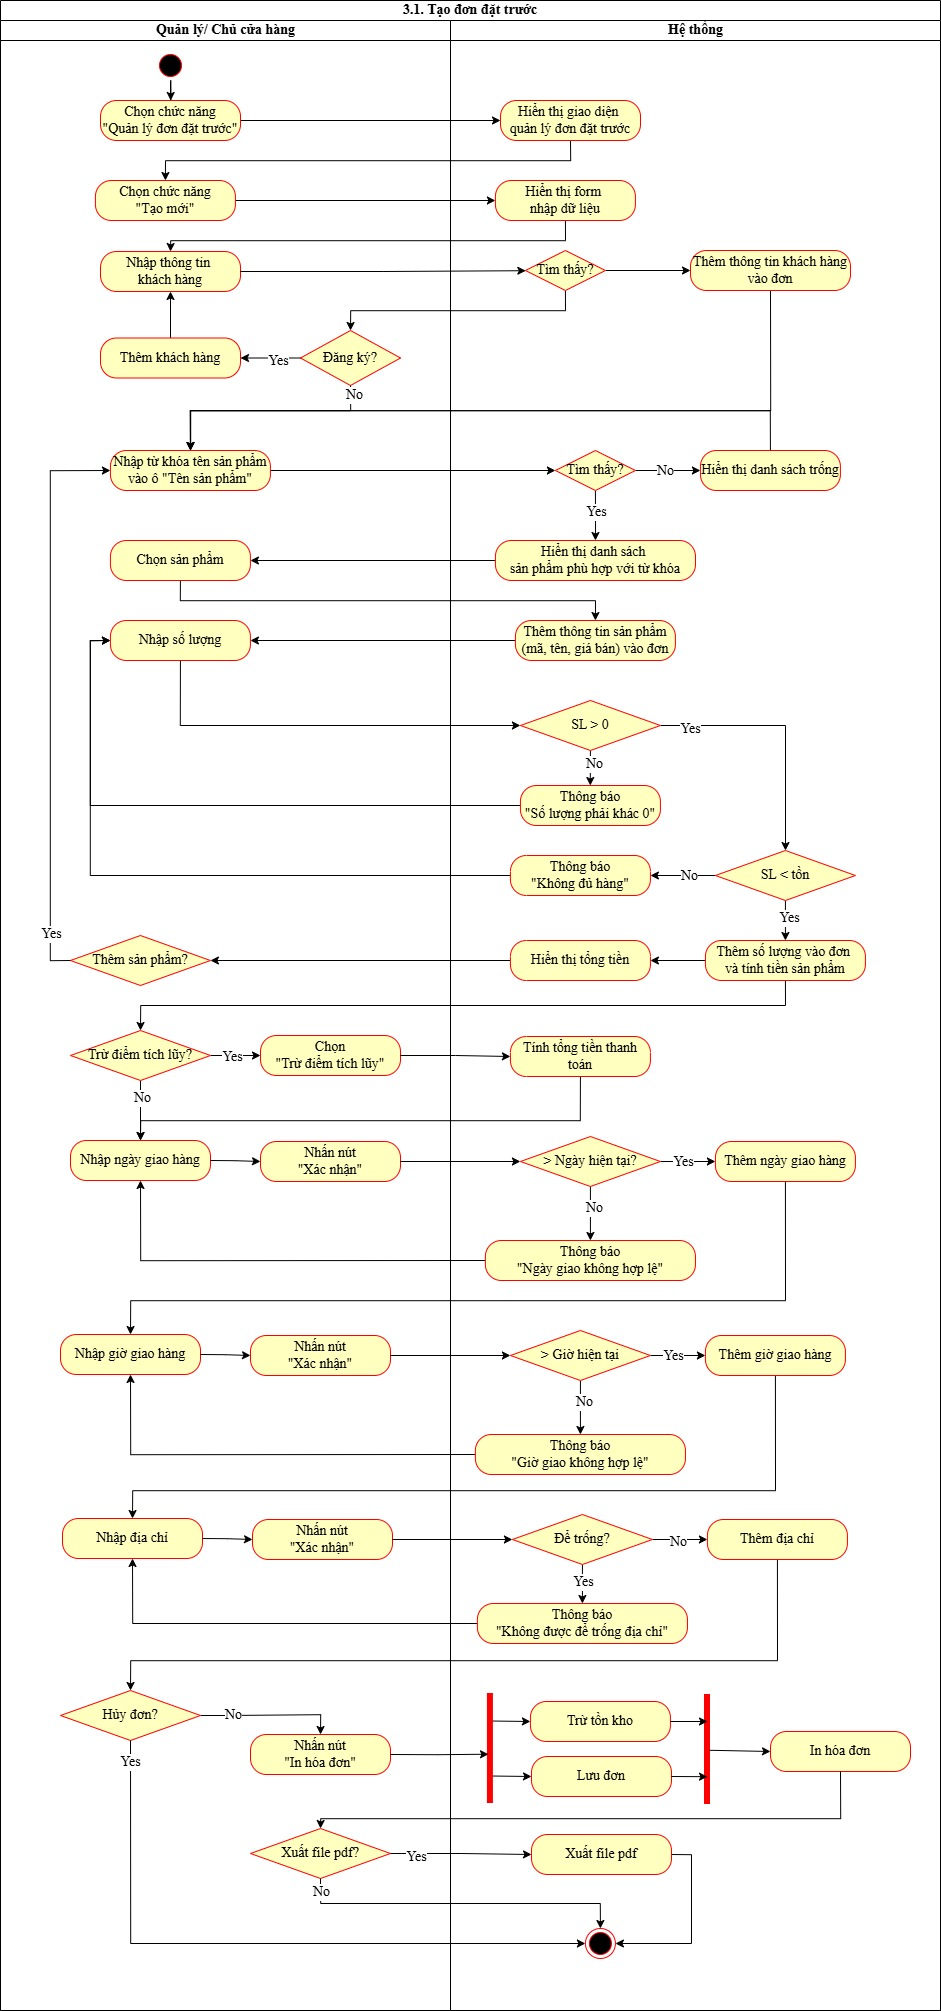 3.1. Tạo đơn đặt trước
Quản lý/ Chủ cửa hàng
Hệ thống
Chọn chức năng
"Quản lý đơn đặt trước"
Hiển thị giao diện
quản lý đơn đặt trước
Chọn chức năng
"Tạo mới"
Hiển thị form
nhập dữ liệu
Nhập thông tin
khách hàng
Tìm thấy?
Thêm thông tin khách hàng
vào đơn
Thêm khách hàng
Yes
Đăng ký?
No
Nhập từ khóa tên sản phẩm
vào ô "Tên sản phẩm"
Tìm thấy?
No
Hiển thị danh sách trống
Yes
Chọn sản phẩm
Hiển thị danh sách
sản phẩm phù hợp với từ khóa
Nhập số lượng
Thêm thông tin sản phẩm
(mã, tên, giá bán) vào đơn
SL > 0
Yes
No
Thông báo
"Số lượng phải khác 0"
Thông báo
"Không đủ hàng"
No
SL < tồn
Yes
Yes
Thêm sản phẩm?
Hiển thị tổng tiền
Thêm số lượng vào đơn
và tính tiền sản phẩm
Trừ điểm tích lũy?
Yes
Chọn
"Trừ điểm tích lũy"
Tính tổng tiền thanh
toán
No
Nhập ngày giao hàng
Nhấn nút
"Xác nhận"
> Ngày hiện tại?
Yes
Thêm ngày giao hàng
No
Thông báo
"Ngày giao không hợp lệ"
Nhập giờ giao hàng
Nhấn nút
"Xác nhận"
> Giờ hiện tại
Yes
Thêm giờ giao hàng
No
Thông báo
"Giờ giao không hợp lệ"
Nhập địa chỉ
Nhấn nút
"Xác nhận"
Để trống?
No
Thêm địa chỉ
Yes
Thông báo
"Không được để trống địa chỉ"
Hủy đơn?
No
Yes
Nhấn nút
"In hóa đơn"
Trừ tồn kho
Lưu đơn
In hóa đơn
Xuất file pdf?
Yes
Xuất file pdf
No